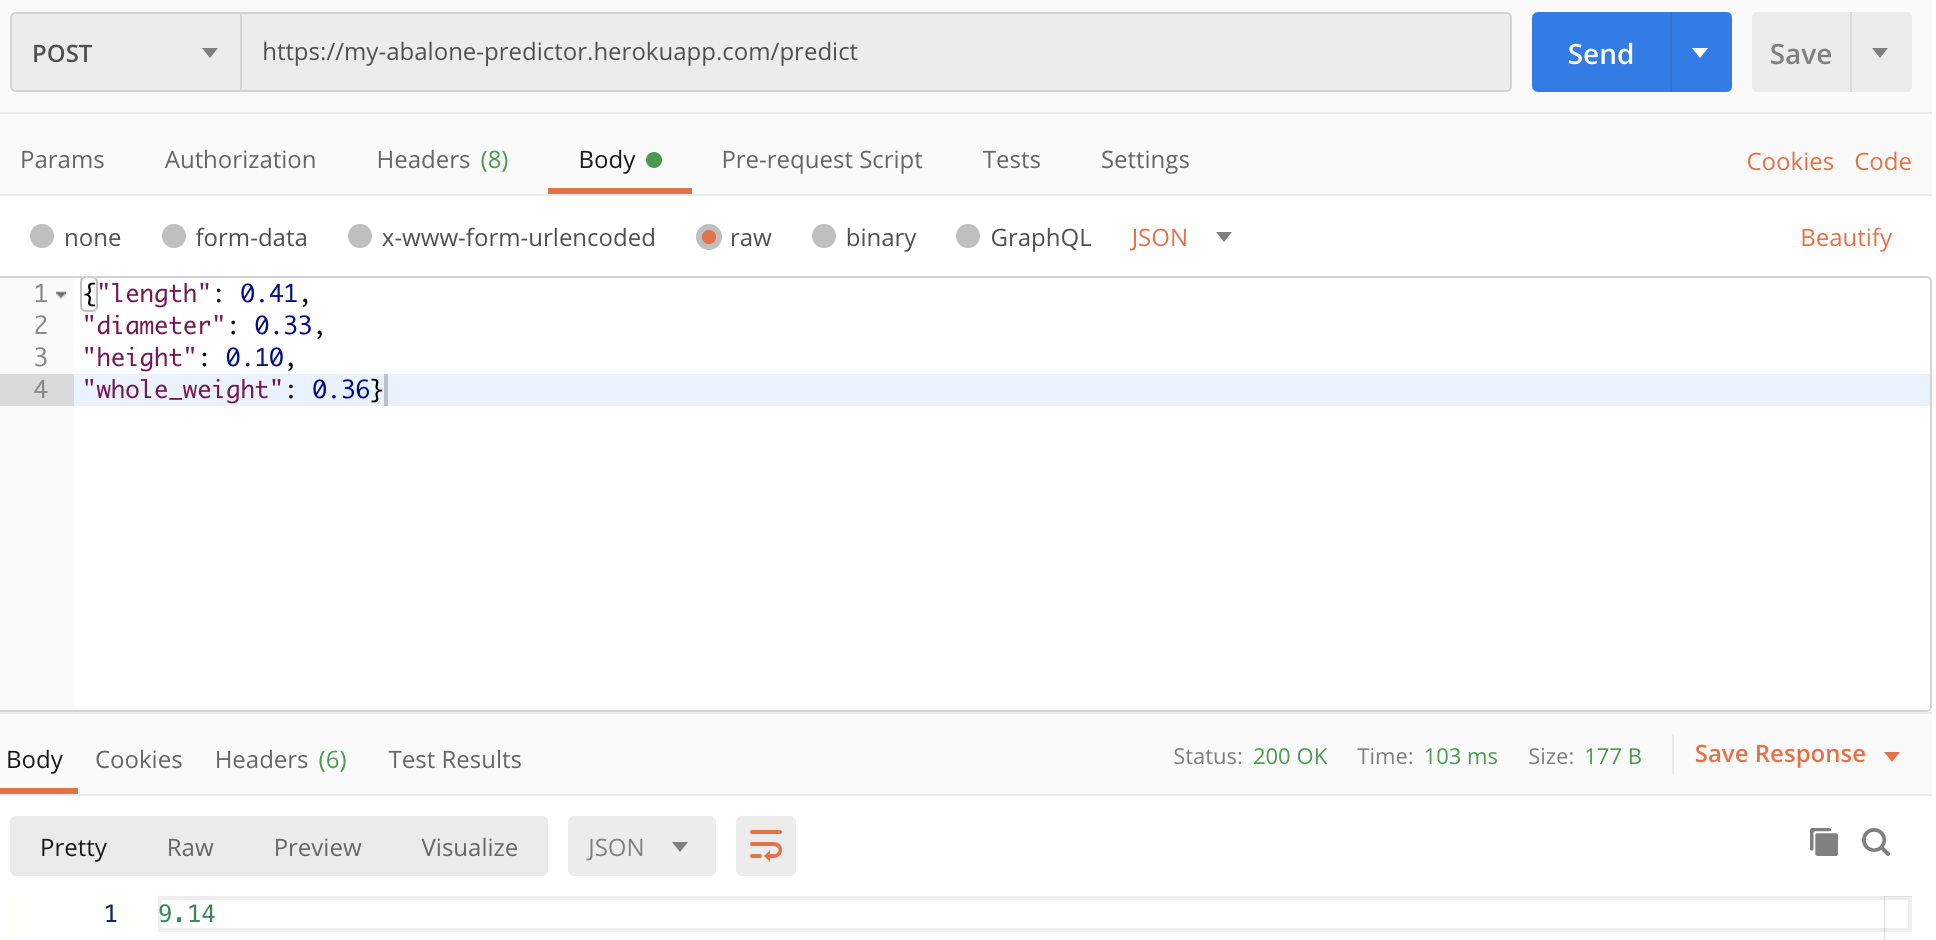 POST https://my-abalone-predictor.herokuapp.com/predict Send Save
Params Authorization Headers (8) Body Pre-request Script Tests Settings Cookies Code
none form-data x-www-form-urlencoded raw binary GraphQL JSON Beautify
1 {"length": 0.41,
2 "diameter": 0.33,
3 "height": 0.10,
4 "whole_weight": 0.36}
Body Cookies Headers (6) Test Results Status: 200 OK Time: 103 ms Size: 177 B Save Response
Pretty Raw Preview Visualize JSON
1 9.14